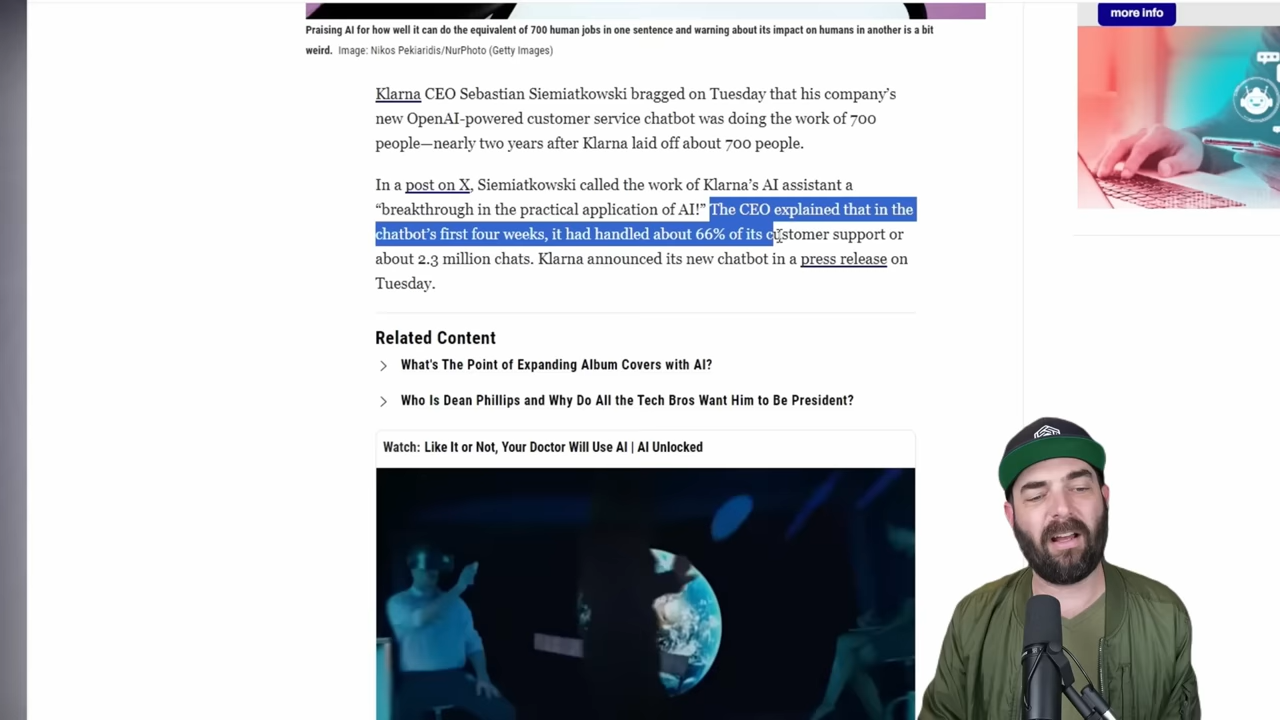 more info
Praising AI for how well it can do the equivalent of 700 human jobs in one sentence and warning about its impact on humans in another is a bit
weird. Image: Nikos Pekiaridis/NurPhoto (Getty Images)
Klarna CEO Sebastian Siemiatkowski bragged on Tuesday that his company’s
new OpenAI-powered customer service chatbot was doing the work of 700
people—nearly two years after Klarna laid off about 700 people.
In a post on X, Siemiatkowski called the work of Klarna’s AI assistant a
“breakthrough in the practical application of AI!” The CEO explained that in the
chatbot’s first four weeks, it had handled about 66% of its customer support or
about 2.3 million chats. Klarna announced its new chatbot in a press release on
Tuesday.
Related Content
What's The Point of Expanding Album Covers with AI?
Who Is Dean Phillips and Why Do All the Tech Bros Want Him to Be President?
Watch: Like It or Not, Your Doctor Will Use AI | AI Unlocked